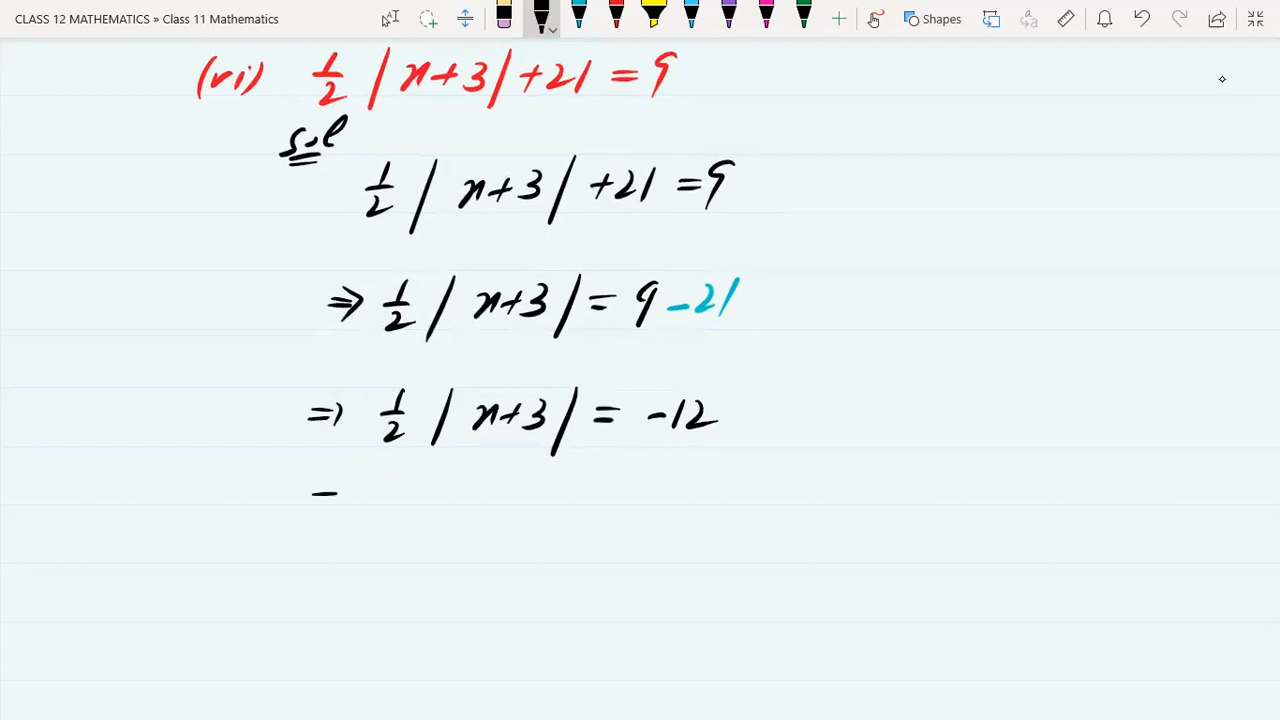 CLASS 12 MATHEMATICS » Class 11 Mathematics
Shapes
(vi) 1/2 |x+3| +21 = 9
Sol
1/2 | x+3 | +21 = 9
⇒ 1/2 | x+3 | = 9 -21
⇒ 1/2 | x+3 | = -12